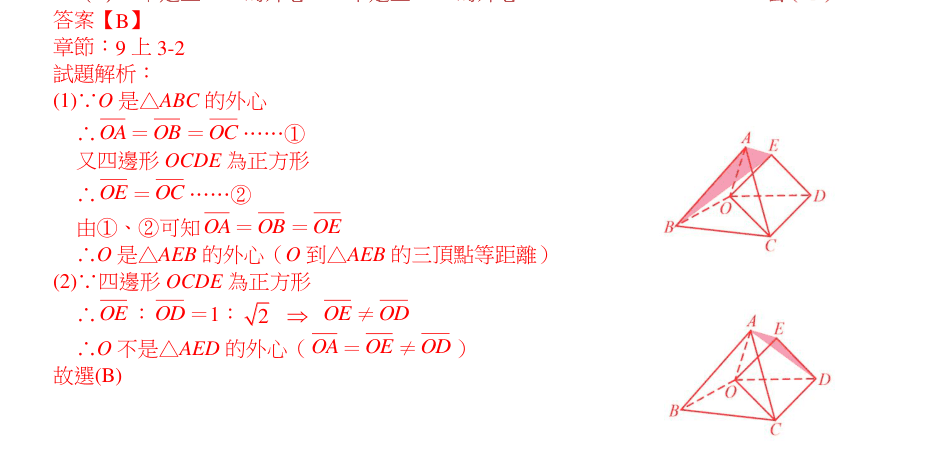 答案【B】
章節：9 上 3-2
試題解析：
(1)∵O 是△ABC 的外心
∴OA＝OB＝OC……①
又四邊形 OCDE 為正方形
∴OE＝OC……②
由①、②可知OA＝OB＝OE
∴O 是△AEB 的外心（O 到△AEB 的三頂點等距離）
(2)∵四邊形 OCDE 為正方形
∴OE：OD＝1：√2 ⇒ OE≠OD
∴O 不是△AED 的外心（OA＝OE≠OD）
故選(B)
A
E
O
D
B
C
A
E
O
D
B
C